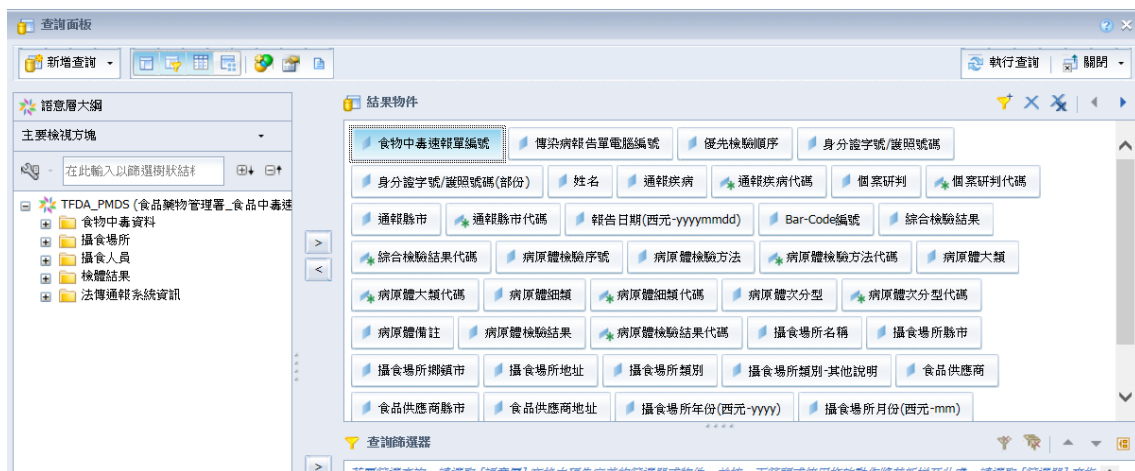 查詢面板
新增查詢
執行查詢 關閉
語意層大綱
主要檢視方塊
在此輸入以篩選樹狀結
TFDA_PMDS (食品藥物管理署_食品中毒速
食物中毒資料
攝食場所
攝食人員
檢體結果
法傳通報系統資訊
結果物件
食物中毒速報單編號 傳染病報告單電腦編號 優先檢驗順序 身分證字號/護照號碼
身分證字號/護照號碼(部份) 姓名 通報疾病 通報疾病代碼 個案研判 個案研判代碼
通報縣市 通報縣市代碼 報告日期(西元-yyyymmdd) Bar-Code編號 綜合檢驗結果
綜合檢驗結果代碼 病原體檢驗序號 病原體檢驗方法 病原體檢驗方法代碼 病原體大類
病原體大類代碼 病原體細類 病原體細類代碼 病原體次分型 病原體次分型代碼
病原體備註 病原體檢驗結果 病原體檢驗結果代碼 攝食場所名稱 攝食場所縣市
攝食場所鄉鎮市 攝食場所地址 攝食場所類別 攝食場所類別-其他說明 食品供應商
食品供應商縣市 食品供應商地址 攝食場所年份(西元-yyyy) 攝食場所月份(西元-mm)
查詢篩選器